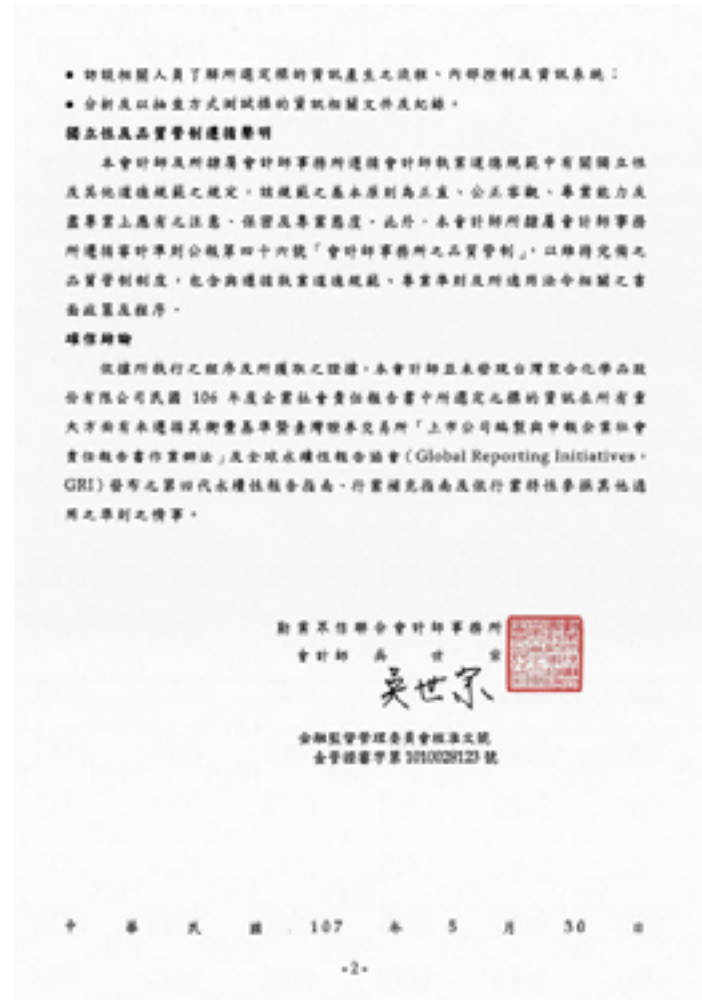 • 訪談相關人員了解所選定標的資訊產生之流程、內部控制及資訊系統；
• 分析及以抽查方式測試標的資訊相關文件及紀錄。
獨立性及品質管制遵循聲明
本會計師及所隸屬會計師事務所遵循會計師執業道德規範中有關獨立性
及其他道德規範之規定，該規範之基本原則為正直、公正客觀、專業能力及
盡專業上應有之注意、保密及專業態度。此外，本會計師所隸屬會計師事務
所遵循審計準則公報第四十六號「會計師事務所之品質管制」，以維持完備之
品質管制制度，包含與遵循執業道德規範、專業準則及所適用法令相關之書
面政策及程序。
確信結論
依據所執行之程序及所獲取之證據，本會計師並未發現台灣聚合化學品股
份有限公司民國 106 年度企業社會責任報告書中所選定之標的資訊在所有重
大方面有未遵循其衡量基準暨臺灣證券交易所「上市公司編製與申報企業社會
責任報告書作業辦法」及全球永續性報告協會（Global Reporting Initiatives，
GRI）發布之第四代永續性報告指南、行業補充指南及依行業特性參採其他適
用之準則之情事。
勤業眾信聯合會計師事務所
會計師 吳 世 宗
吳世宗
金融監督管理委員會核准文號
金管證審字第 1010028123 號
中 華 民 國 107 年 5 月 30 日
-2-